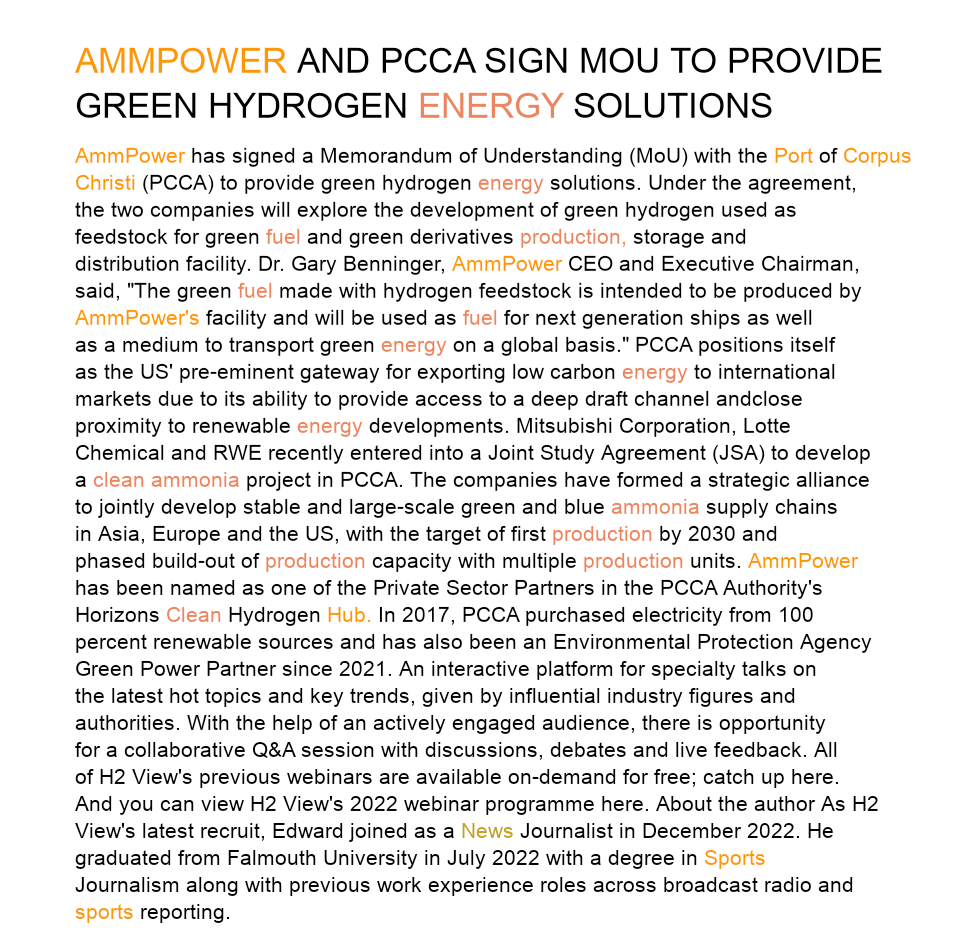 AMMPOWER AND PCCA SIGN MOU TO PROVIDE
GREEN HYDROGEN ENERGY SOLUTIONS
AmmPower has signed a Memorandum of Understanding (MoU) with the Port of Corpus
Christi (PCCA) to provide green hydrogen energy solutions. Under the agreement,
the two companies will explore the development of green hydrogen used as
feedstock for green fuel and green derivatives production, storage and
distribution facility. Dr. Gary Benninger, AmmPower CEO and Executive Chairman,
said, "The green fuel made with hydrogen feedstock is intended to be produced by
AmmPower's facility and will be used as fuel for next generation ships as well
as a medium to transport green energy on a global basis." PCCA positions itself
as the US' pre-eminent gateway for exporting low carbon energy to international
markets due to its ability to provide access to a deep draft channel andclose
proximity to renewable energy developments. Mitsubishi Corporation, Lotte
Chemical and RWE recently entered into a Joint Study Agreement (JSA) to develop
a clean ammonia project in PCCA. The companies have formed a strategic alliance
to jointly develop stable and large-scale green and blue ammonia supply chains
in Asia, Europe and the US, with the target of first production by 2030 and
phased build-out of production capacity with multiple production units. AmmPower
has been named as one of the Private Sector Partners in the PCCA Authority's
Horizons Clean Hydrogen Hub. In 2017, PCCA purchased electricity from 100
percent renewable sources and has also been an Environmental Protection Agency
Green Power Partner since 2021. An interactive platform for specialty talks on
the latest hot topics and key trends, given by influential industry figures and
authorities. With the help of an actively engaged audience, there is opportunity
for a collaborative Q&A session with discussions, debates and live feedback. All
of H2 View's previous webinars are available on-demand for free; catch up here.
And you can view H2 View's 2022 webinar programme here. About the author As H2
View's latest recruit, Edward joined as a News Journalist in December 2022. He
graduated from Falmouth University in July 2022 with a degree in Sports
Journalism along with previous work experience roles across broadcast radio and
sports reporting.